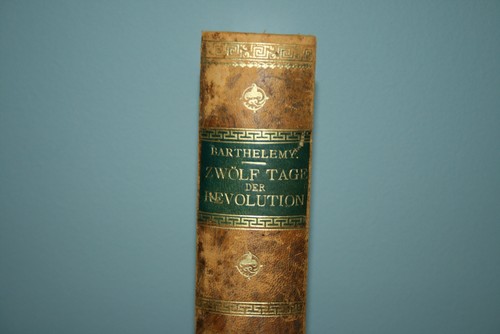 BARTHELEMY.
ZWÖLF TAGE
DER
REVOLUTION